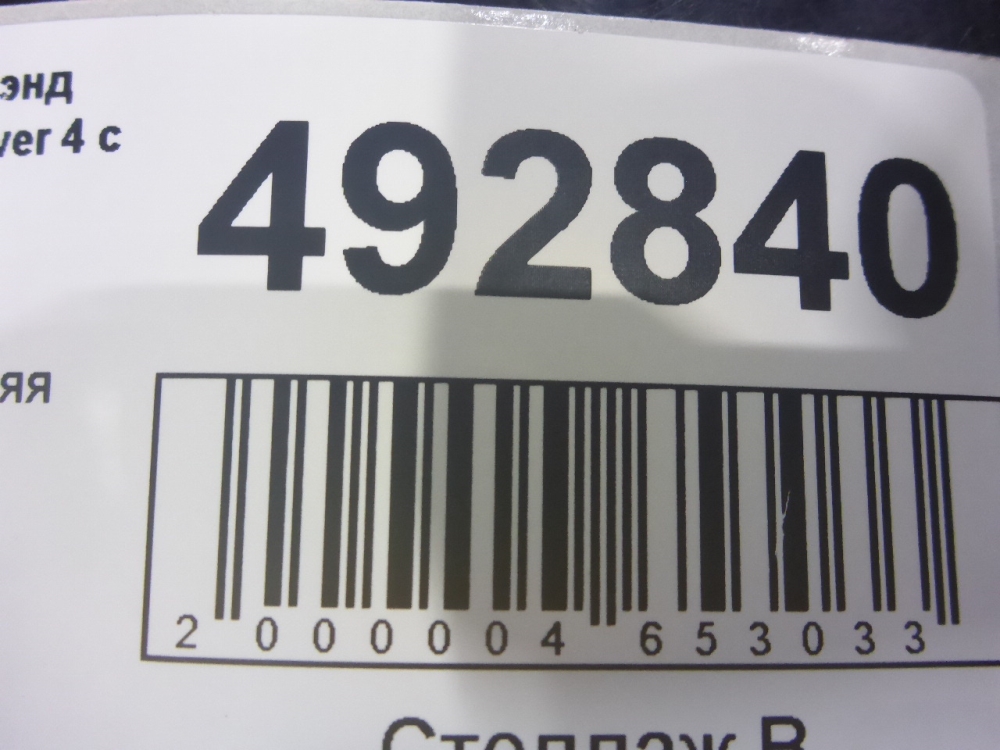 энд
ver 4 с
492840
яя
2 000004 653033
Стеллаж В